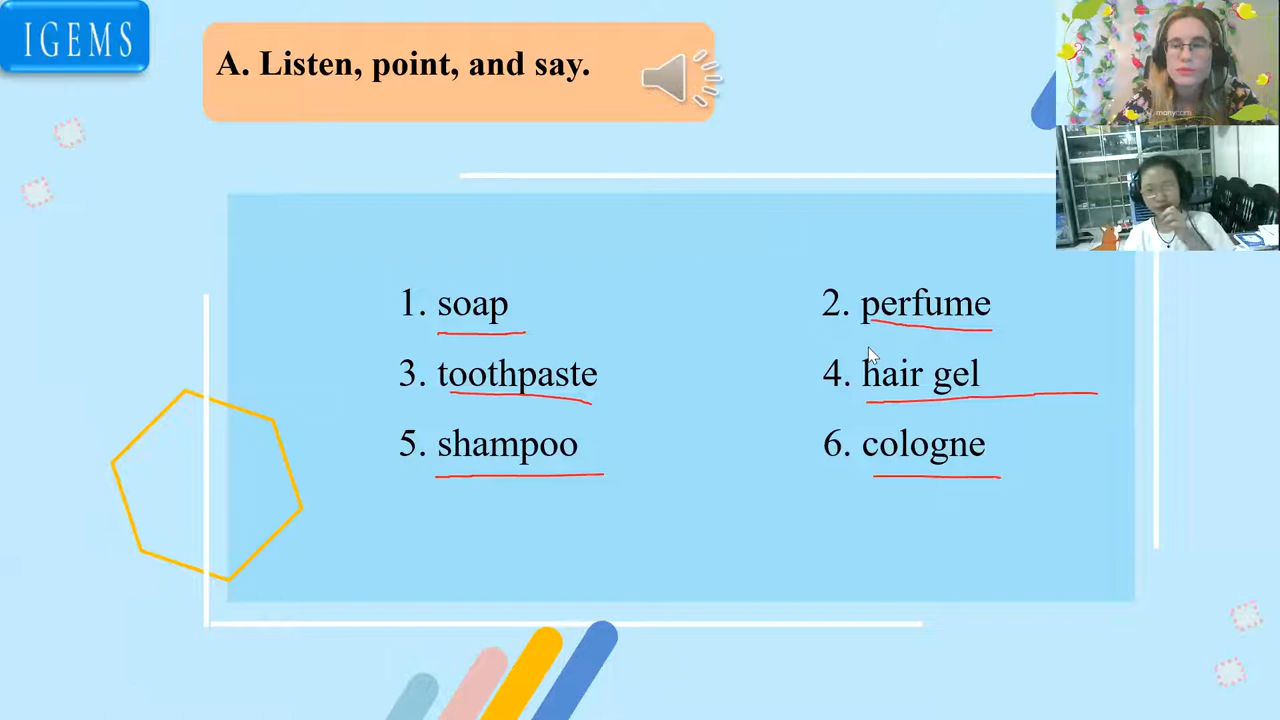 IGEMS
A. Listen, point, and say.
1. soap
2. perfume
3. toothpaste
4. hair gel
5. shampoo
6. cologne